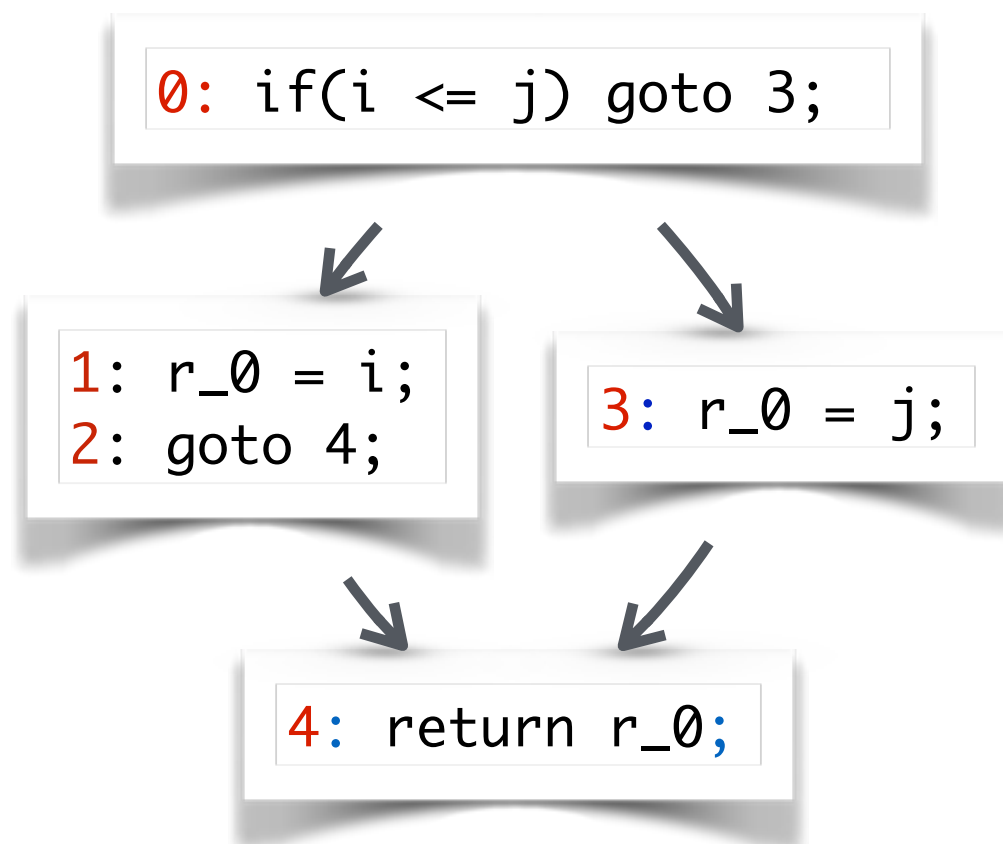 0: if(i <= j) goto 3;
1: r_0 = i;
2: goto 4;
3: r_0 = j;
4: return r_0;